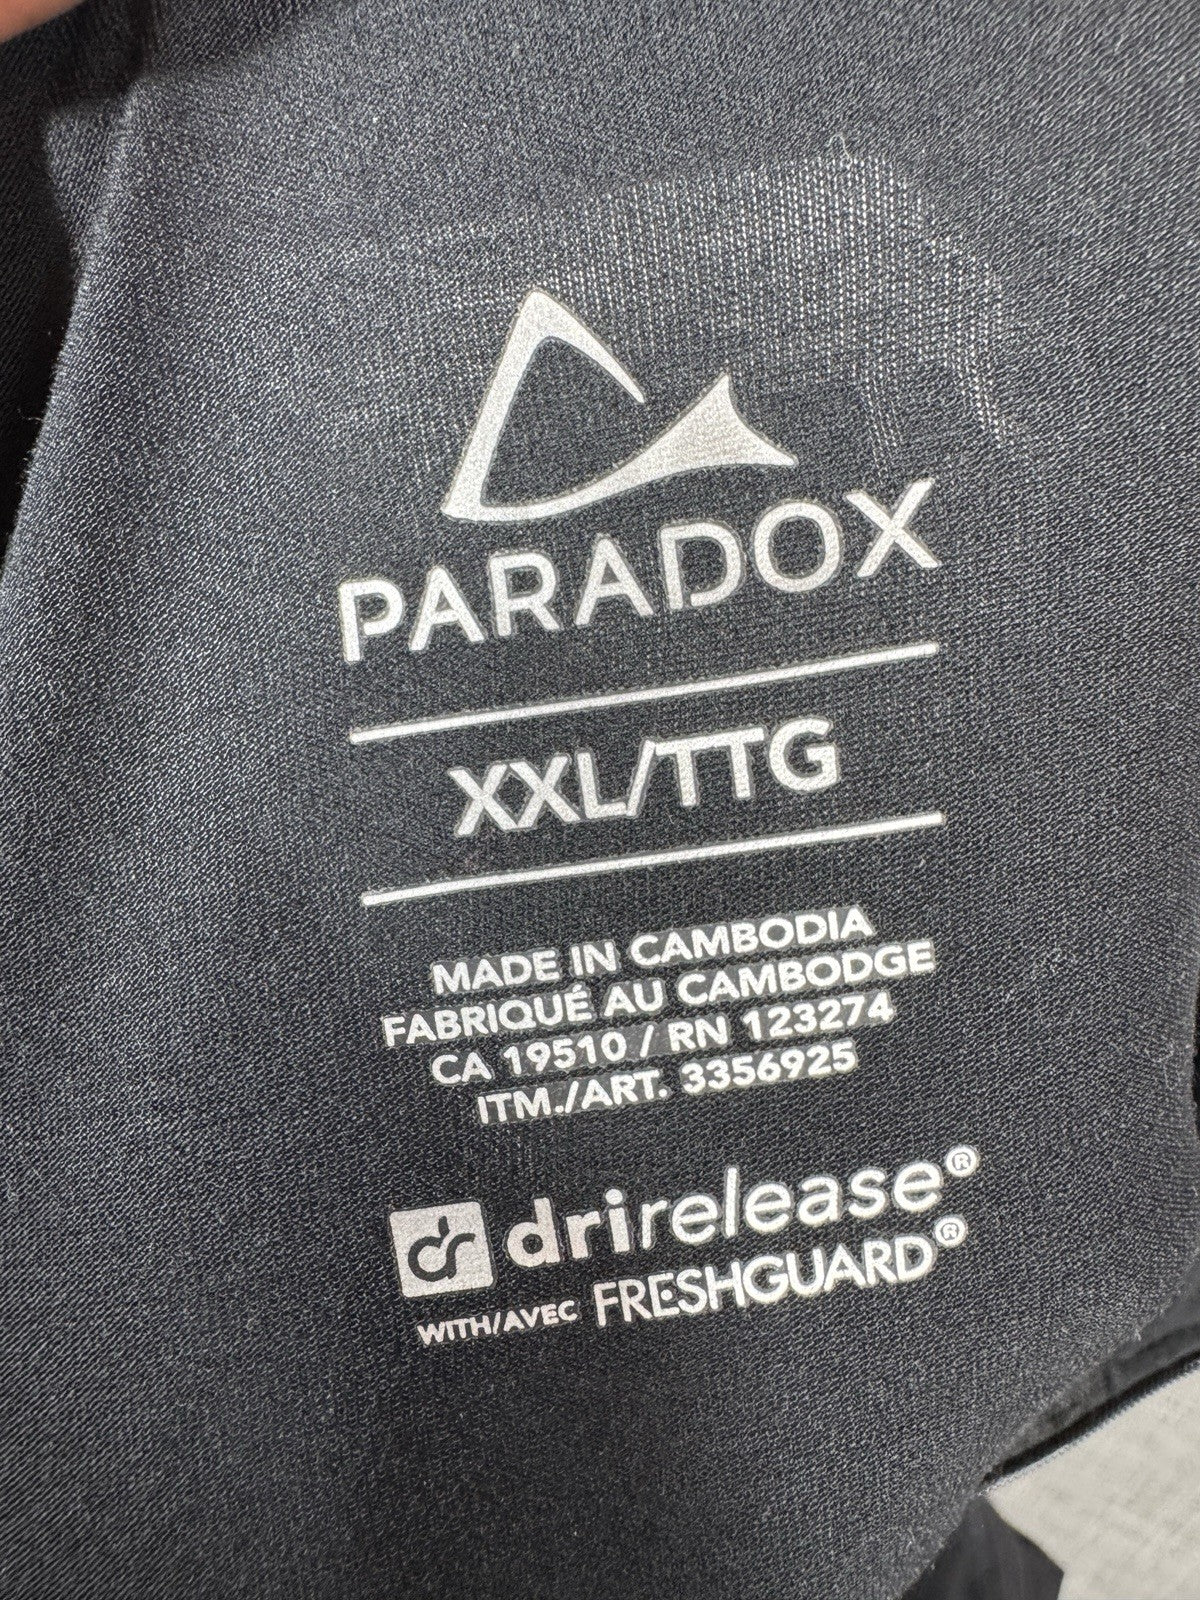 PARADOX
XXL/TTG
MADE IN CAMBODIA
FABRIQUÉ AU CAMBODGE
CA 19510 / RN 123274
ITM./ART. 3356925
dr drirelease®
WITH/AVEC FRESHGUARD®